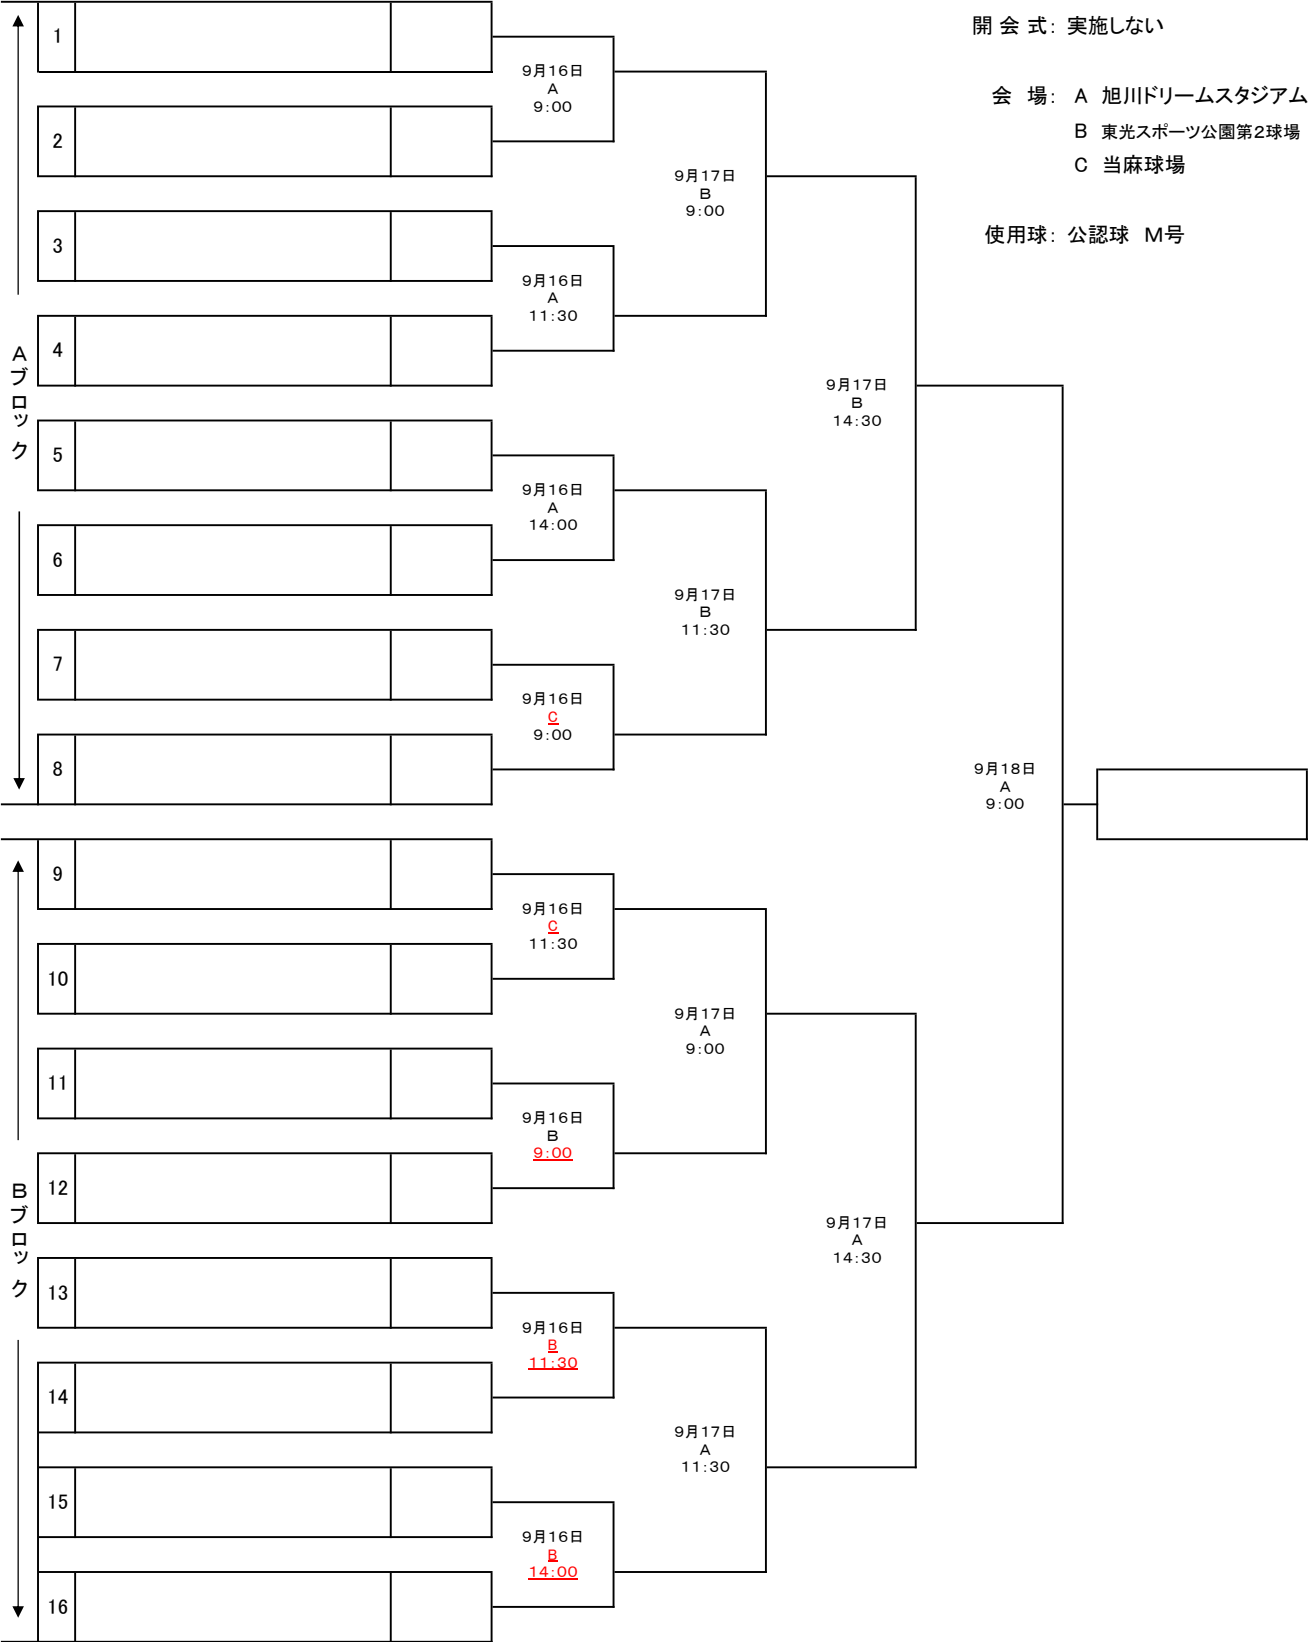 開 会 式： 実施しない
会　場： A 旭川ドリームスタジアム
B 東光スポーツ公園第2球場
C 当麻球場
使用球： 公認球　M号
Aブロック
1
2
3
4
5
6
7
8
9月16日
A
9:00
9月16日
A
11:30
9月16日
A
14:00
9月16日
C
9:00
9月17日
B
9:00
9月17日
B
11:30
9月17日
B
14:30
9月18日
A
9:00
Bブロック
9
10
11
12
13
14
15
16
9月16日
C
11:30
9月16日
B
9:00
9月16日
B
11:30
9月16日
B
14:00
9月17日
A
9:00
9月17日
A
11:30
9月17日
A
14:30